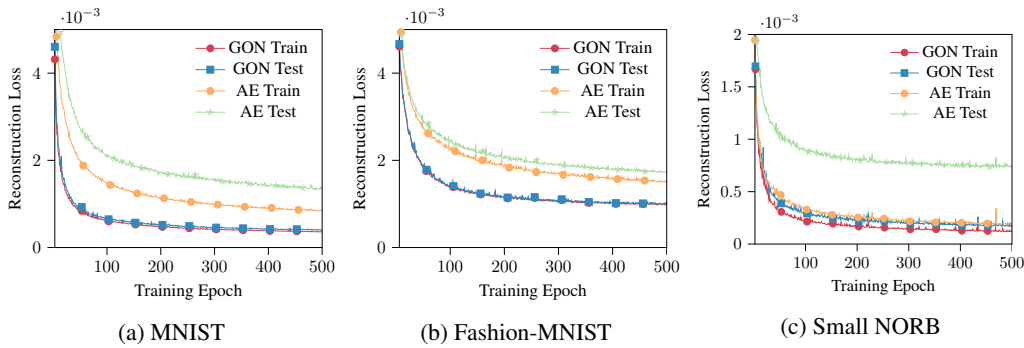 ·10⁻³
4
2
0
Reconstruction Loss
GON Train
GON Test
AE Train
AE Test
100 200 300 400 500
Training Epoch
(a) MNIST
·10⁻³
4
2
0
Reconstruction Loss
GON Train
GON Test
AE Train
AE Test
100 200 300 400 500
Training Epoch
(b) Fashion-MNIST
·10⁻³
2
1.5
1
0.5
0
Reconstruction Loss
GON Train
GON Test
AE Train
AE Test
100 200 300 400 500
Training Epoch
(c) Small NORB